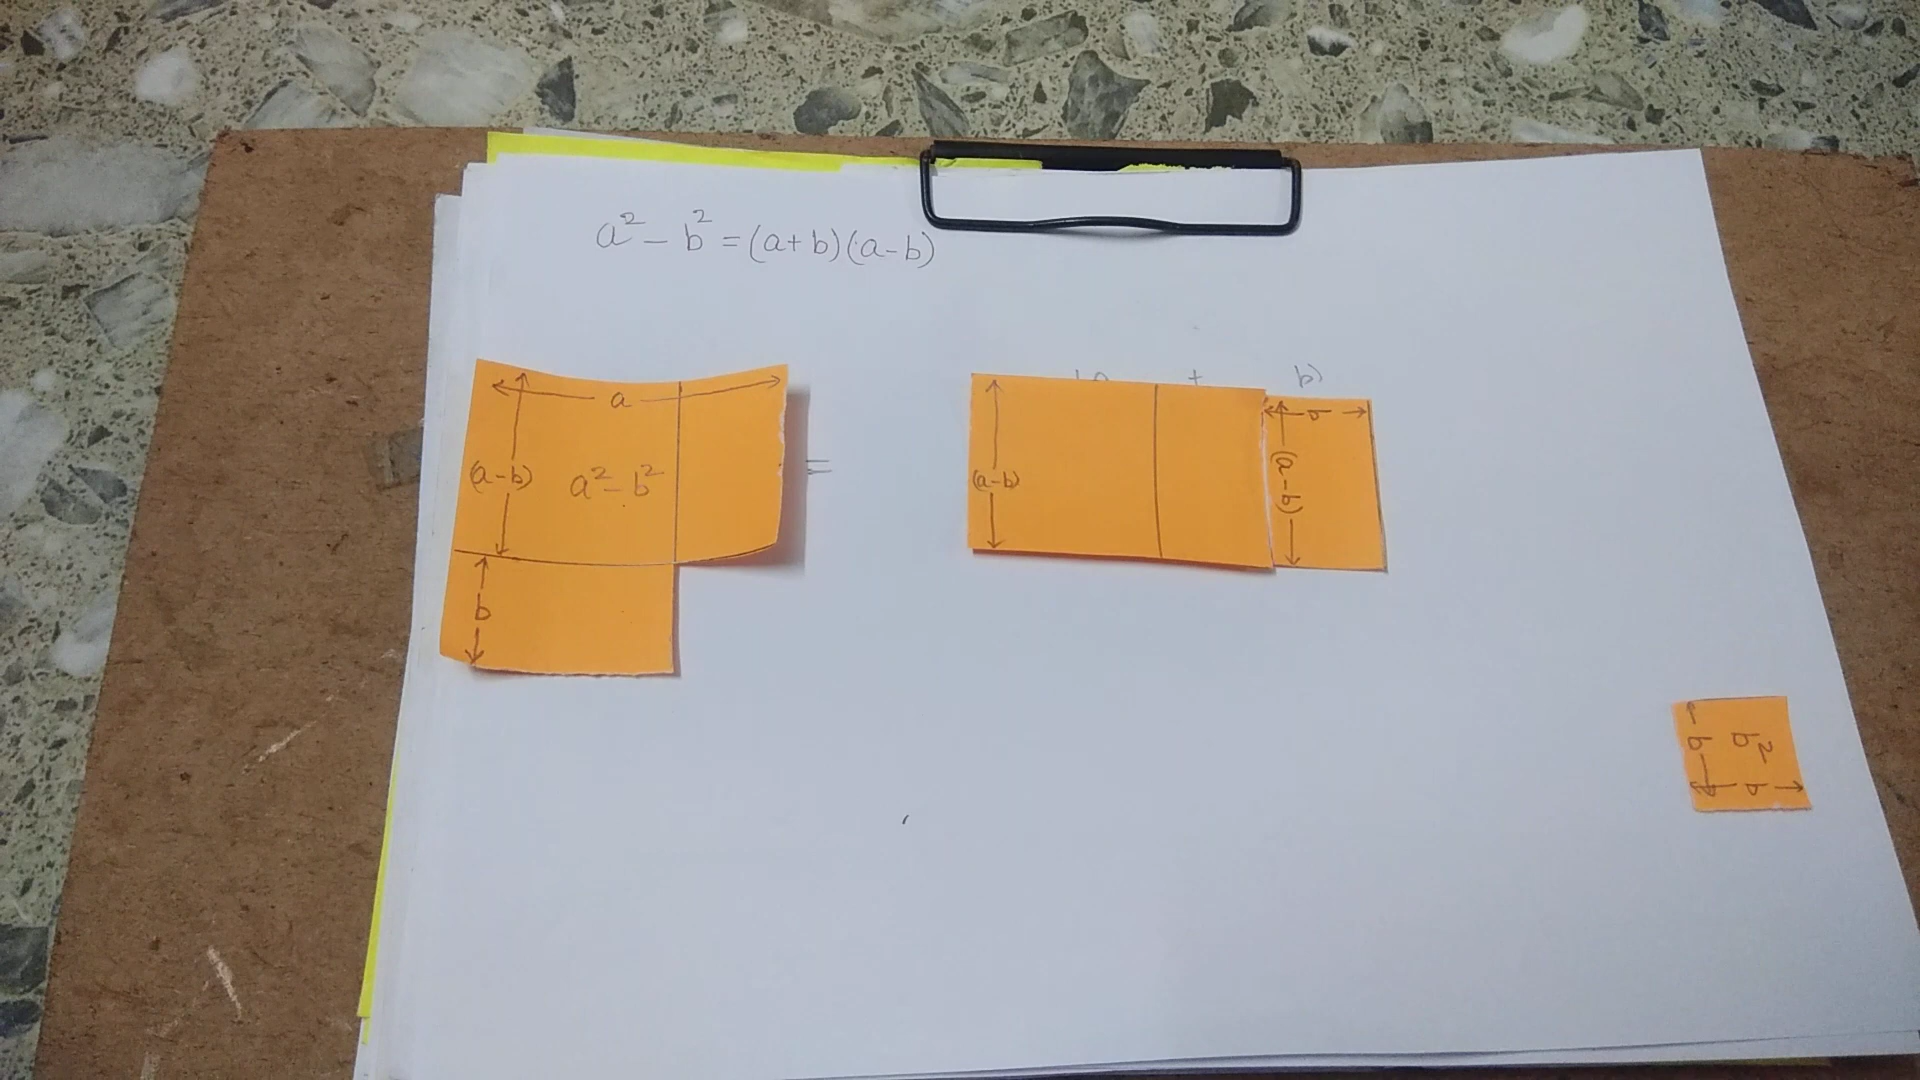 a² - b² = (a+b)(a-b)
a
(a-b)
a² - b²
b
=
+ b)
(a-b)
b
(a-b)
b²
b
b